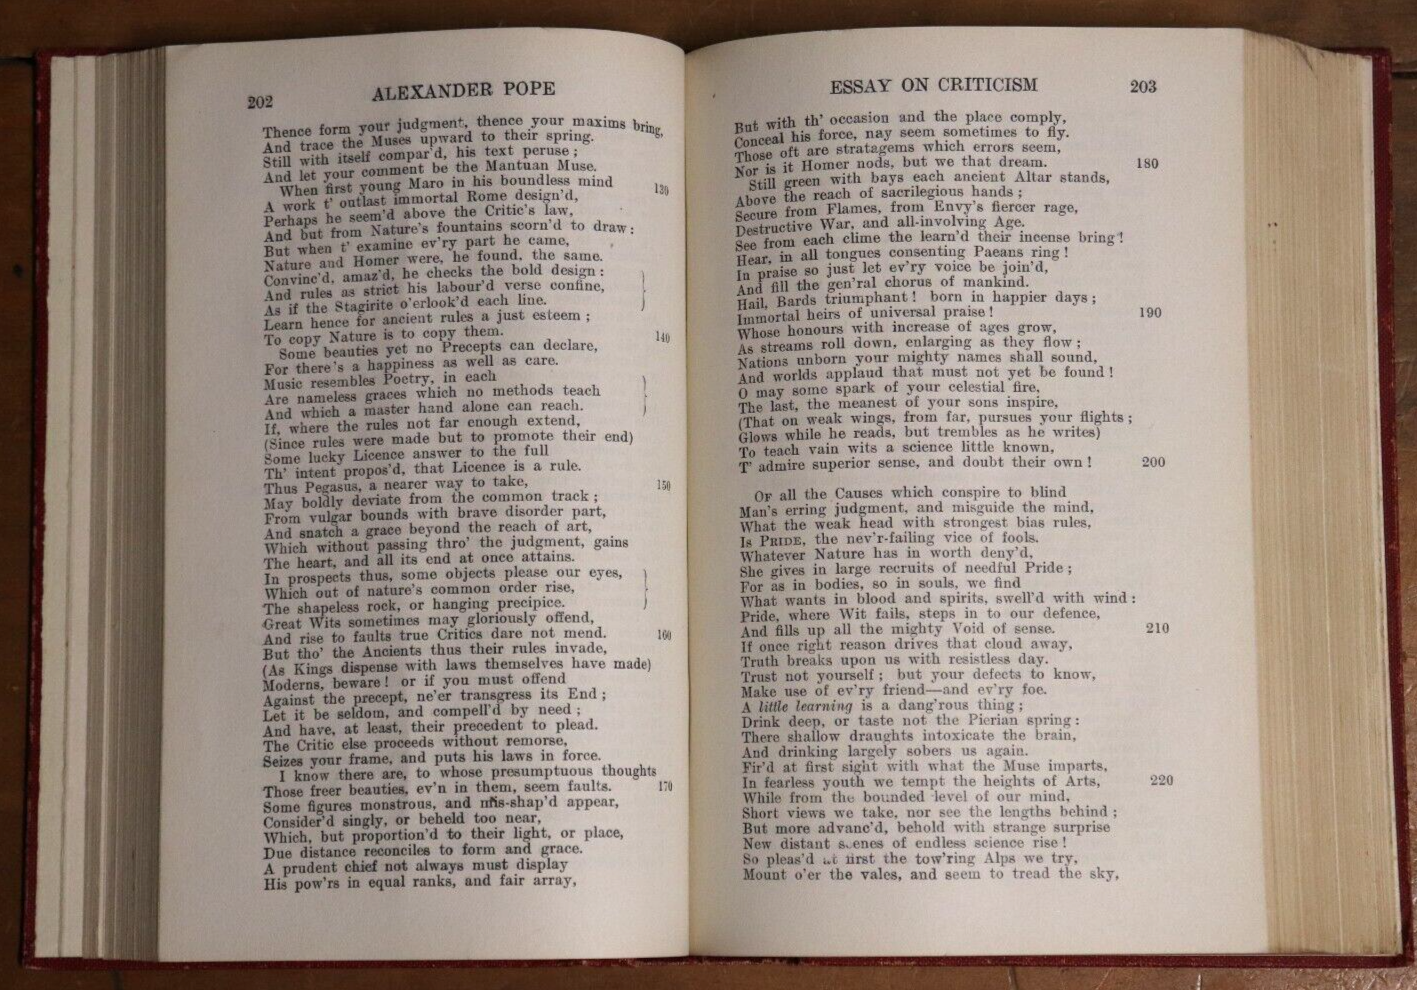 202
ALEXANDER POPE
Thence form your judgment, thence your maxims bring,
And trace the Muses upward to their spring.
Still with itself compar'd, his text peruse ;
And let your comment be the Mantuan Muse.
When first young Maro in his boundless mind 130
A work t' outlast immortal Rome design'd,
Perhaps he seem'd above the Critic's law,
And but from Nature's fountains scorn'd to draw :
But when t' examine ev'ry part he came,
Nature and Homer were, he found, the same.
Convinc'd, amaz'd, he checks the bold design :
And rules as strict his labour'd verse confine,
As if the Stagirite o'erlook'd each line.
Learn hence for ancient rules a just esteem ;
To copy Nature is to copy them. 140
Some beauties yet no Precepts can declare,
For there's a happiness as well as care.
Music resembles Poetry, in each
Are nameless graces which no methods teach
And which a master hand alone can reach.
If, where the rules not far enough extend,
(Since rules were made but to promote their end)
Some lucky Licence answer to the full
Th' intent propos'd, that Licence is a rule.
Thus Pegasus, a nearer way to take, 150
May boldly deviate from the common track ;
From vulgar bounds with brave disorder part,
And snatch a grace beyond the reach of art,
Which without passing thro' the judgment, gains
The heart, and all its end at once attains.
In prospects thus, some objects please our eyes,
Which out of nature's common order rise,
The shapeless rock, or hanging precipice.
Great Wits sometimes may gloriously offend,
And rise to faults true Critics dare not mend. 160
But tho' the Ancients thus their rules invade,
(As Kings dispense with laws themselves have made)
Moderns, beware ! or if you must offend
Against the precept, ne'er transgress its End ;
Let it be seldom, and compell'd by need ;
And have, at least, their precedent to plead.
The Critic else proceeds without remorse,
Seizes your frame, and puts his laws in force.
I know there are, to whose presumptuous thoughts
Those freer beauties, ev'n in them, seem faults. 170
Some figures monstrous, and mis-shap'd appear,
Consider'd singly, or beheld too near,
Which, but proportion'd to their light, or place,
Due distance reconciles to form and grace.
A prudent chief not always must display
His pow'rs in equal ranks, and fair array,
ESSAY ON CRITICISM
203
But with th' occasion and the place comply,
Conceal his force, nay seem sometimes to fly.
Those oft are stratagems which errors seem,
Nor is it Homer nods, but we that dream. 180
Still green with bays each ancient Altar stands,
Above the reach of sacrilegious hands ;
Secure from Flames, from Envy's fiercer rage,
Destructive War, and all-involving Age.
See from each clime the learn'd their incense bring !
Hear, in all tongues consenting Paeans ring !
In praise so just let ev'ry voice be join'd,
And fill the gen'ral chorus of mankind.
Hail, Bards triumphant ! born in happier days ;
Immortal heirs of universal praise ! 190
Whose honours with increase of ages grow,
As streams roll down, enlarging as they flow ;
Nations unborn your mighty names shall sound,
And worlds applaud that must not yet be found !
O may some spark of your celestial fire,
The last, the meanest of your sons inspire,
(That on weak wings, from far, pursues your flights ;
Glows while he reads, but trembles as he writes)
To teach vain wits a science little known,
T' admire superior sense, and doubt their own ! 200
OF all the Causes which conspire to blind
Man's erring judgment, and misguide the mind,
What the weak head with strongest bias rules,
Is PRIDE, the nev'r-failing vice of fools.
Whatever Nature has in worth deny'd,
She gives in large recruits of needful Pride ;
For as in bodies, so in souls, we find
What wants in blood and spirits, swell'd with wind :
Pride, where Wit fails, steps in to our defence,
And fills up all the mighty Void of sense. 210
If once right reason drives that cloud away,
Truth breaks upon us with resistless day.
Trust not yourself ; but your defects to know,
Make use of ev'ry friend—and ev'ry foe.
A little learning is a dang'rous thing ;
Drink deep, or taste not the Pierian spring :
There shallow draughts intoxicate the brain,
And drinking largely sobers us again.
Fir'd at first sight with what the Muse imparts,
In fearless youth we tempt the heights of Arts, 220
While from the bounded level of our mind,
Short views we take, nor see the lengths behind ;
But more advanc'd, behold with strange surprise
New distant scenes of endless science rise !
So pleas'd at first the tow'ring Alps we try,
Mount o'er the vales, and seem to tread the sky,